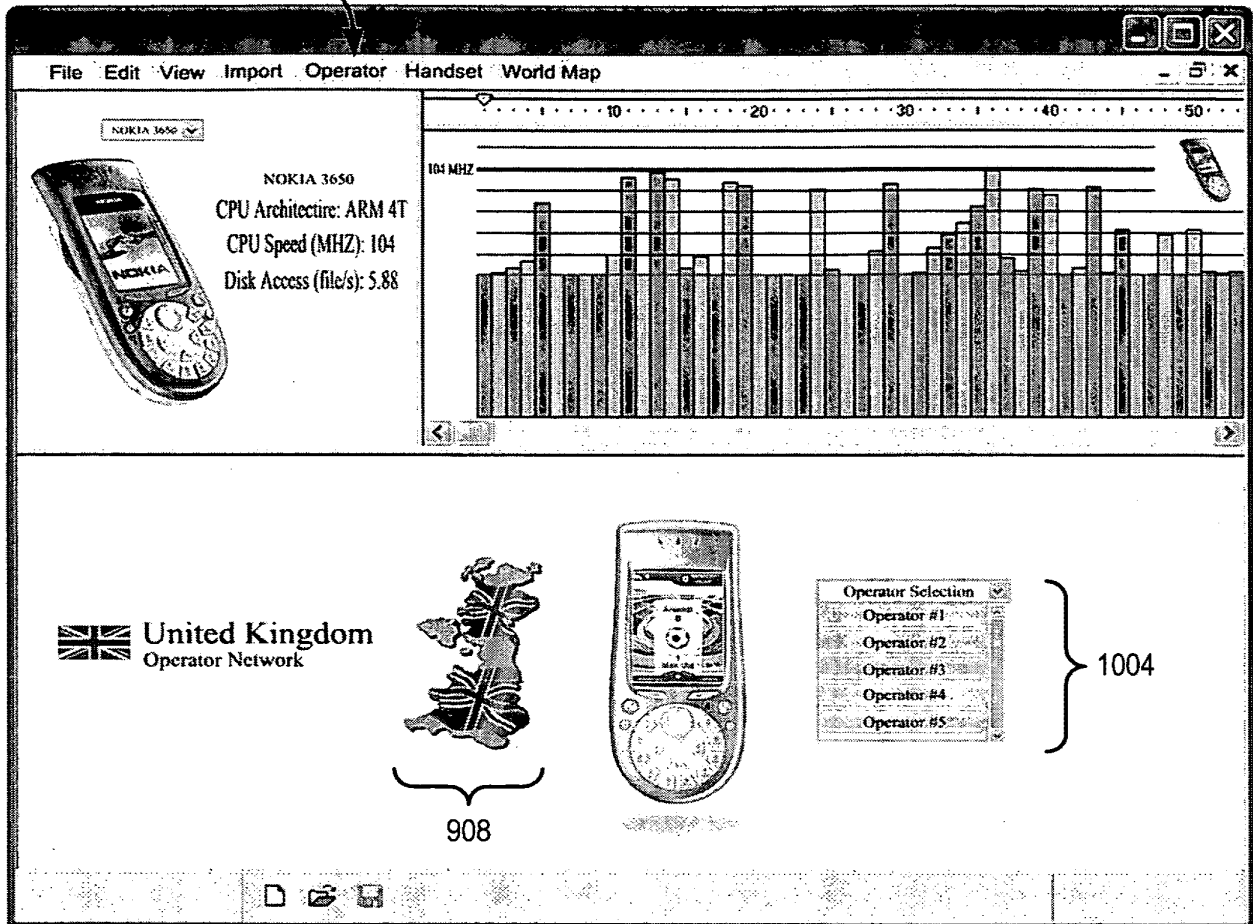 File Edit View Import Operator Handset World Map
NOKIA 3650
NOKIA 3650
CPU Architectire: ARM 4T
CPU Speed (MHZ): 104
Disk Access (file/s): 5.88
NOKIA
10 20 30 40 50
104 MHZ
United Kingdom
Operator Network
908
Operator Selection
Operator #1
Operator #2
Operator #3
Operator #4
Operator #5
1004